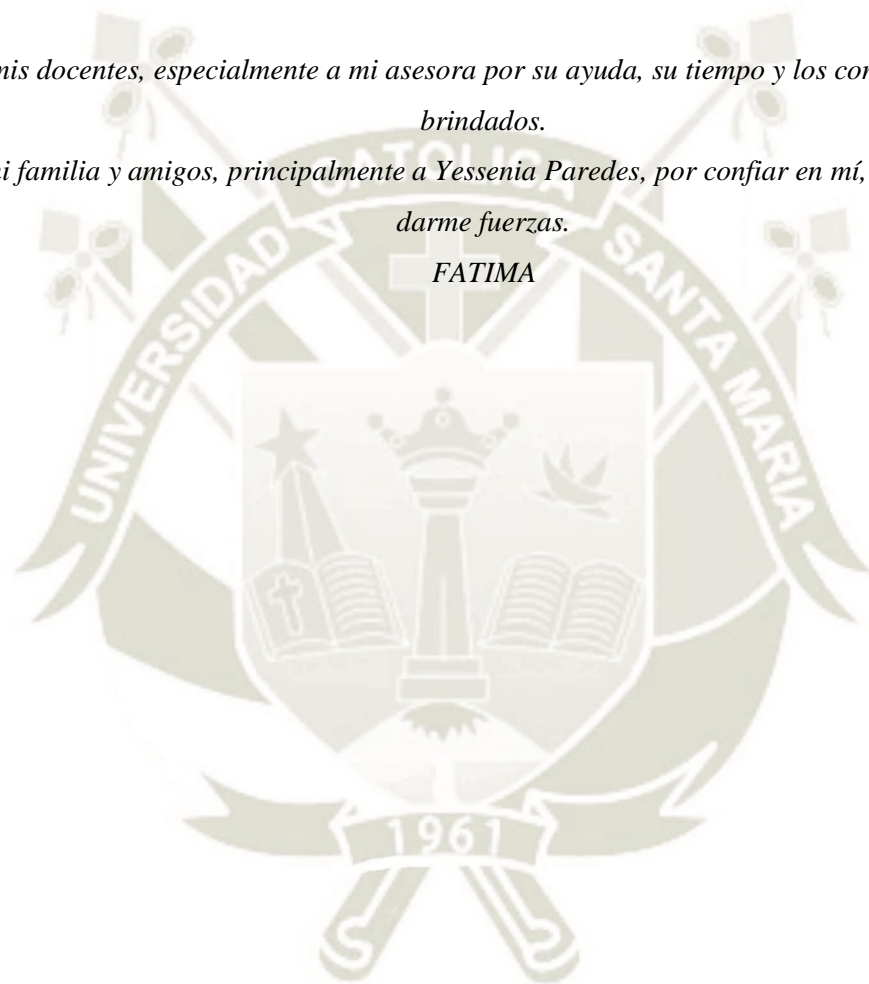 mis docentes, especialmente a mi asesora por su ayuda, su tiempo y los
brindados.
familia y amigos, principalmente a Yessenia Paredes, por confiar en mí,
darme fuerzas.
FATIMA
UNIVERSIDAD CATOLICA SANTA MARIA
1961